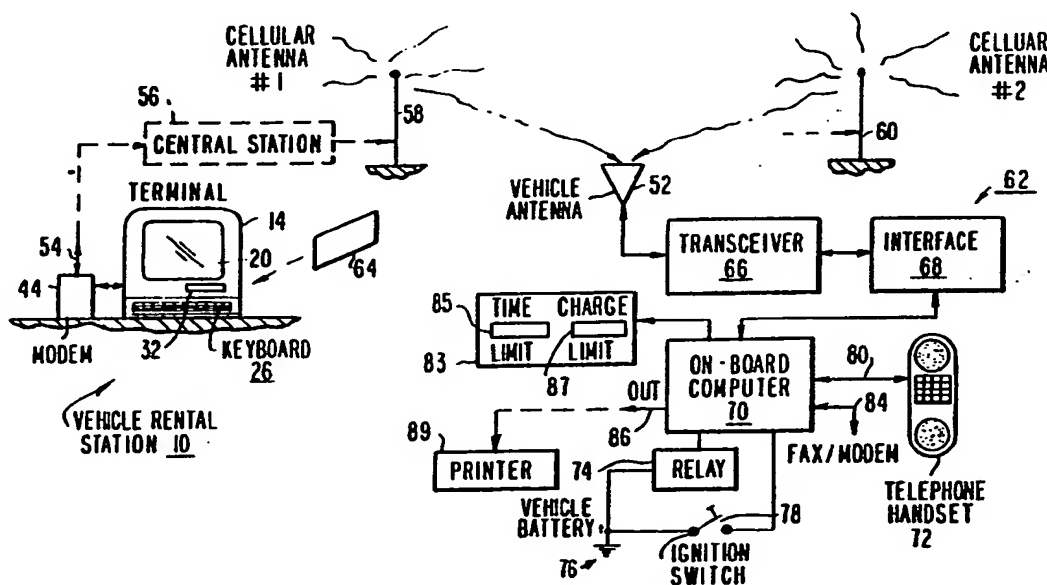 CELLULAR
ANTENNA
#1
CELLUAR
ANTENNA
#2
56
CENTRAL STATION
58
60
TERMINAL
VEHICLE
ANTENNA
52
62
14
54
20
64
TRANSCEIVER
66
INTERFACE
68
44
MODEM
32
KEYBOARD
26
85
TIME
CHARGE
LIMIT
LIMIT
83
87
ON-BOARD
COMPUTER
70
80
84
VEHICLE RENTAL
STATION 10
OUT
86
89
PRINTER
74
RELAY
FAX/MODEM
TELEPHONE
HANDSET
72
VEHICLE
BATTERY
78
76
IGNITION
SWITCH